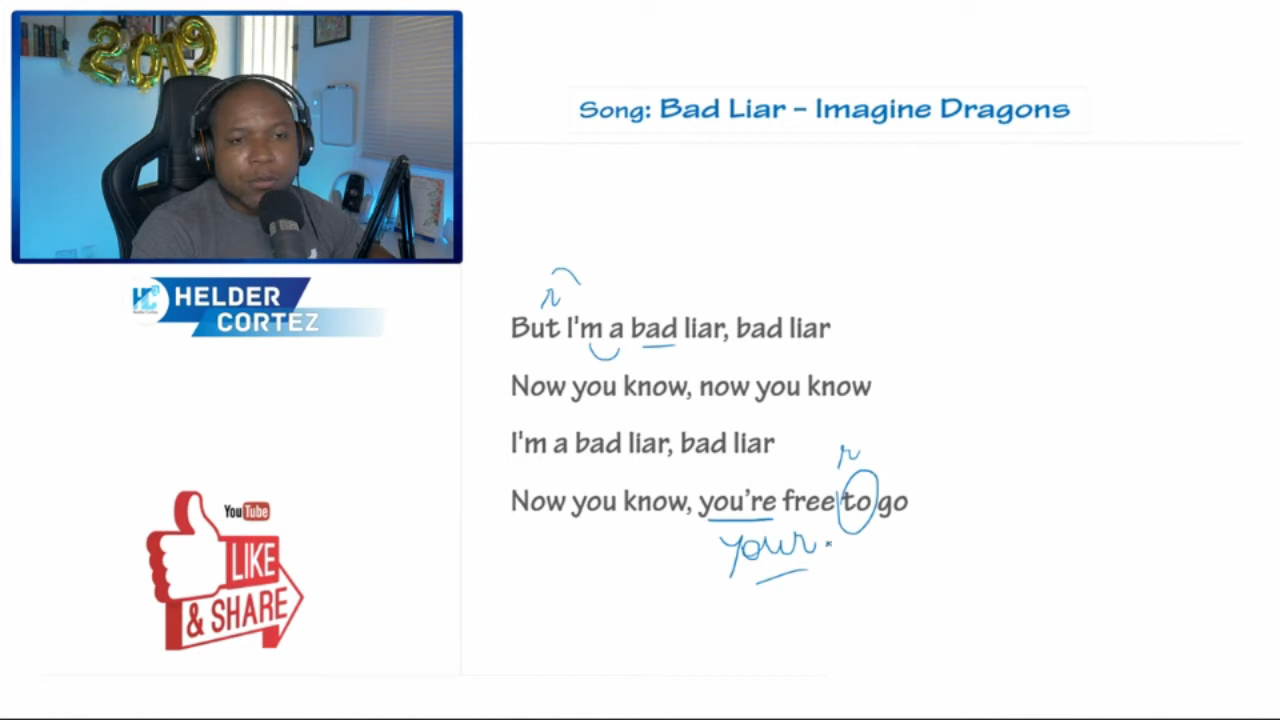 2019
Song: Bad Liar – Imagine Dragons
HELDER
CORTEZ
r
But I'm a bad liar, bad liar
Now you know, now you know
I'm a bad liar, bad liar
r
Now you know, you're free to go
your
YouTube
LIKE
& SHARE